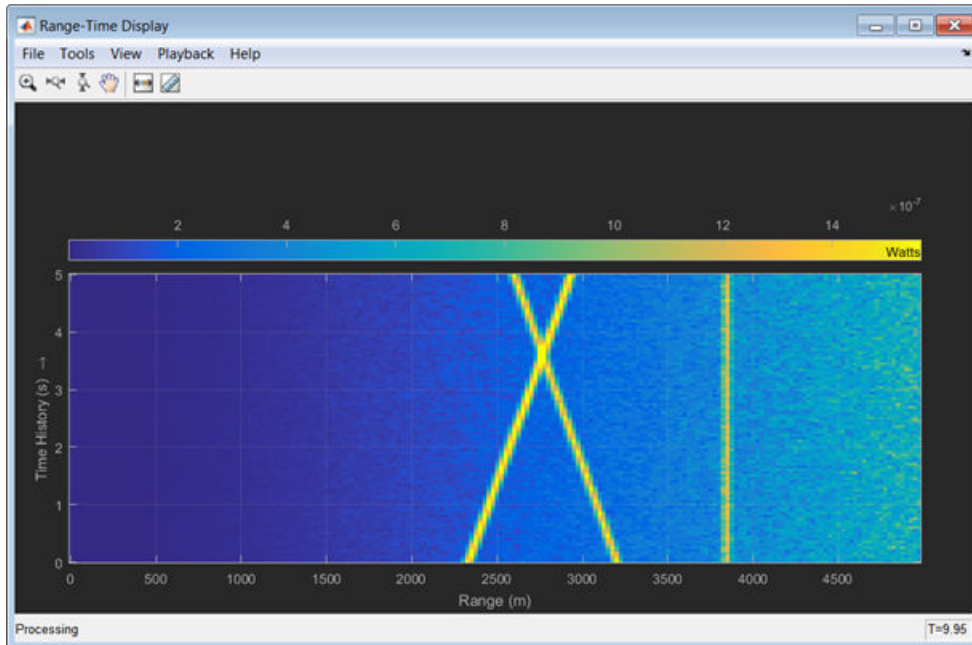 Range-Time Display
File Tools View Playback Help
×10⁻⁷
2 4 6 8 10 12 14
Watts
5
4
3
2
1
0
Time History (s) →
0 500 1000 1500 2000 2500 3000 3500 4000 4500
Range (m)
Processing T=9.95